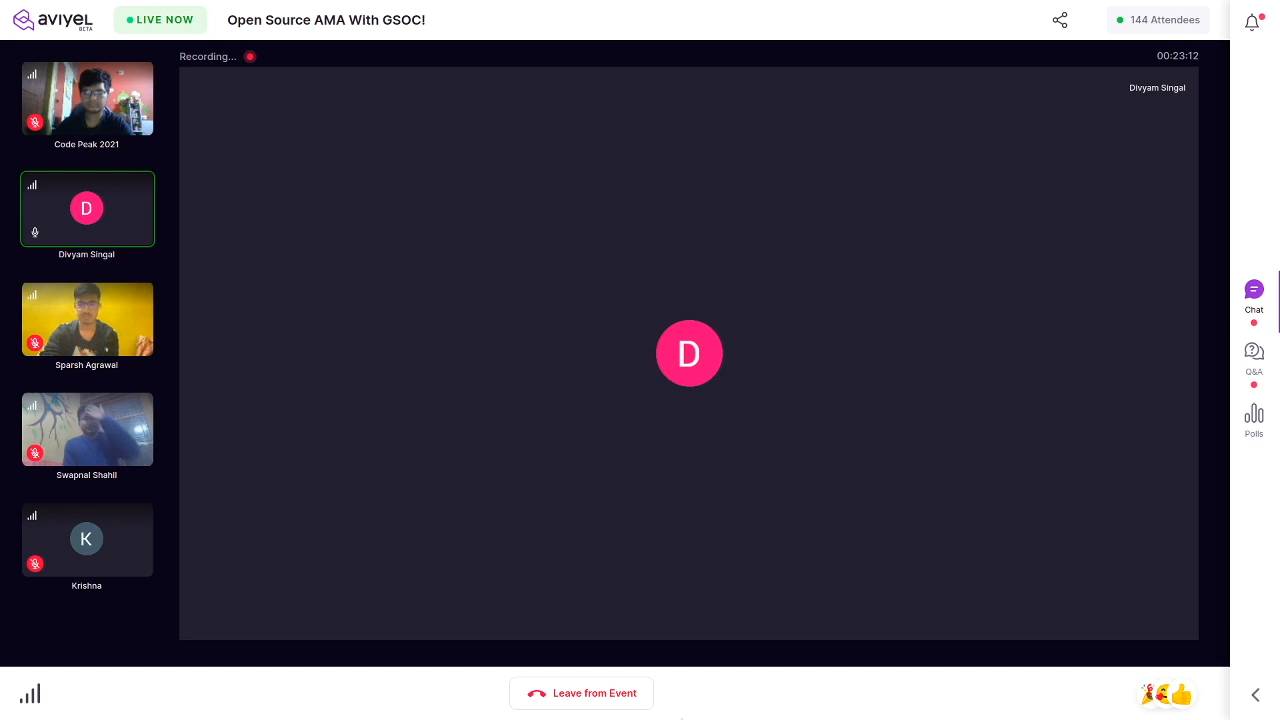 AVIYEL
BETA
LIVE NOW
Open Source AMA With GSOC!
144 Attendees
Recording...
00:23:12
Divyam Singal
D
Code Peak 2021
D
Divyam Singal
Sparsh Agrawal
Swapnal Shahil
K
Krishna
Chat
Q&A
Polls
Leave from Event